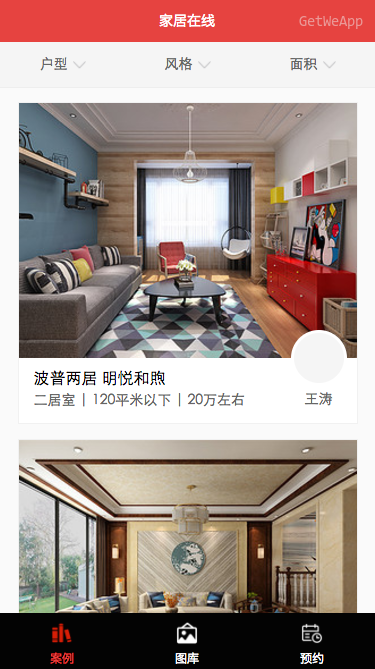 家居在线
GetWeApp
户型 风格 面积
波普两居 明悦和煦
二居室 | 120平米以下 | 20万左右
王涛
案例 图库 预约